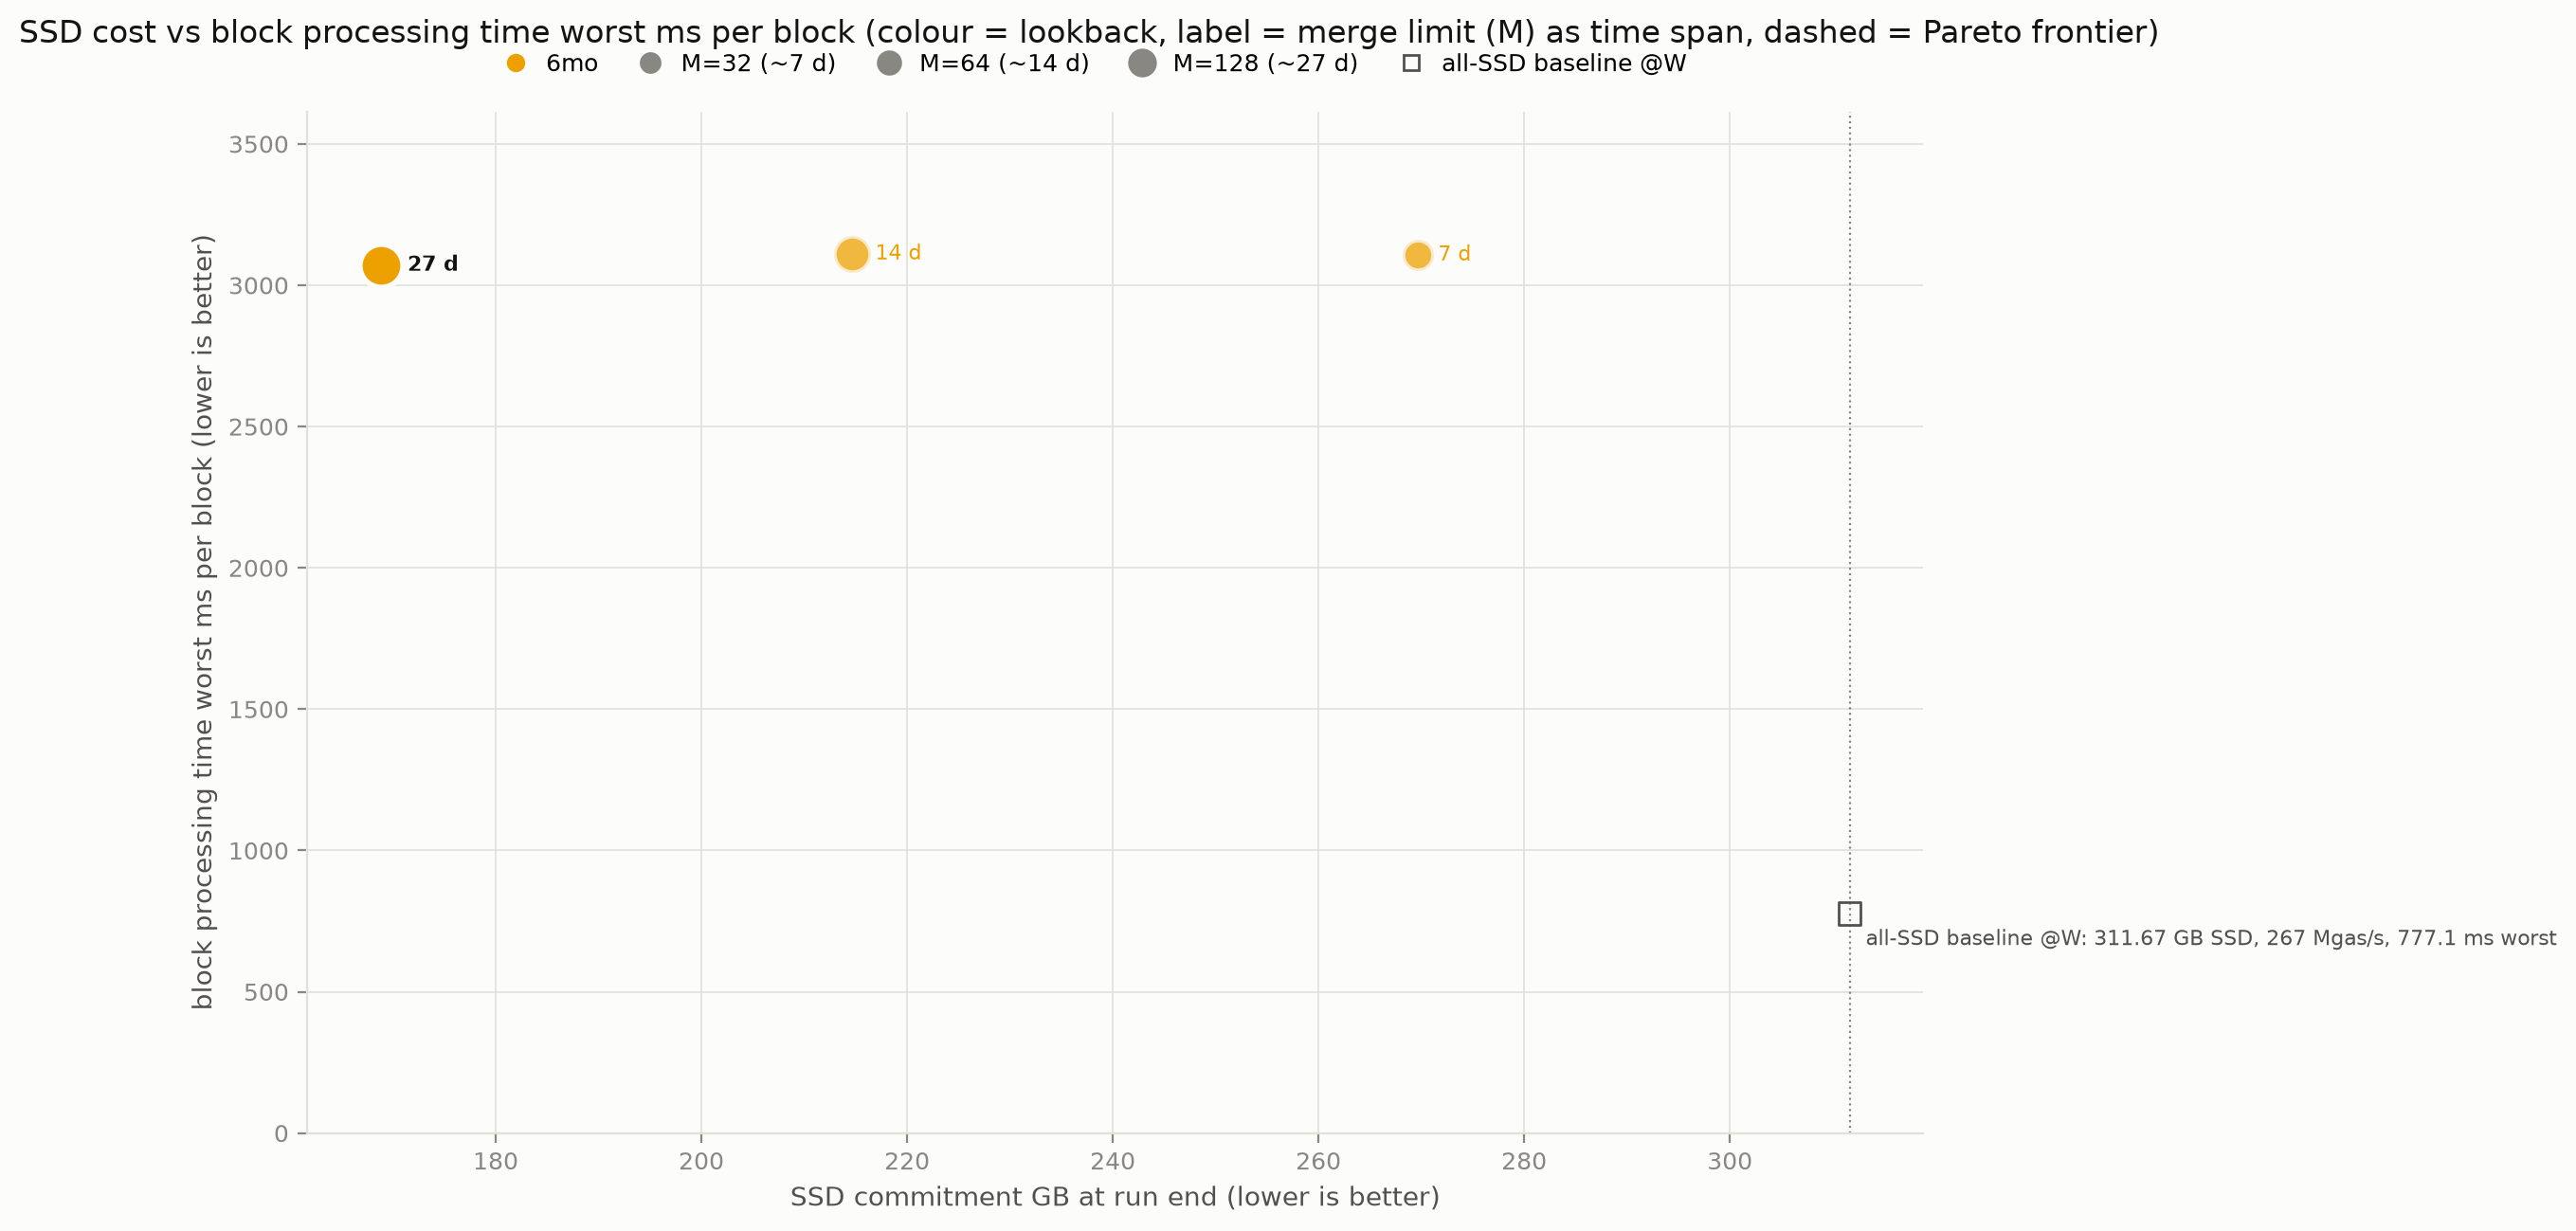 SSD cost vs block processing time worst ms per block (colour = lookback, label = merge limit (M) as time span, dashed = Pareto frontier)
6mo
M=32 (~7 d)
M=64 (~14 d)
M=128 (~27 d)
all-SSD baseline @W
block processing time worst ms per block (lower is better)
3500
3000
2500
2000
1500
1000
500
0
27 d
14 d
7 d
all-SSD baseline @W: 311.67 GB SSD, 267 Mgas/s, 777.1 ms worst
180
200
220
240
260
280
300
SSD commitment GB at run end (lower is better)